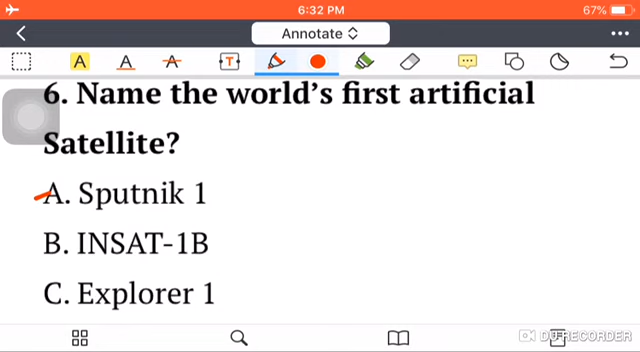 6:32 PM
67%
Annotate
A A A T
6. Name the world's first artificial
Satellite?
A. Sputnik 1
B. INSAT-1B
C. Explorer 1
DU RECORDER